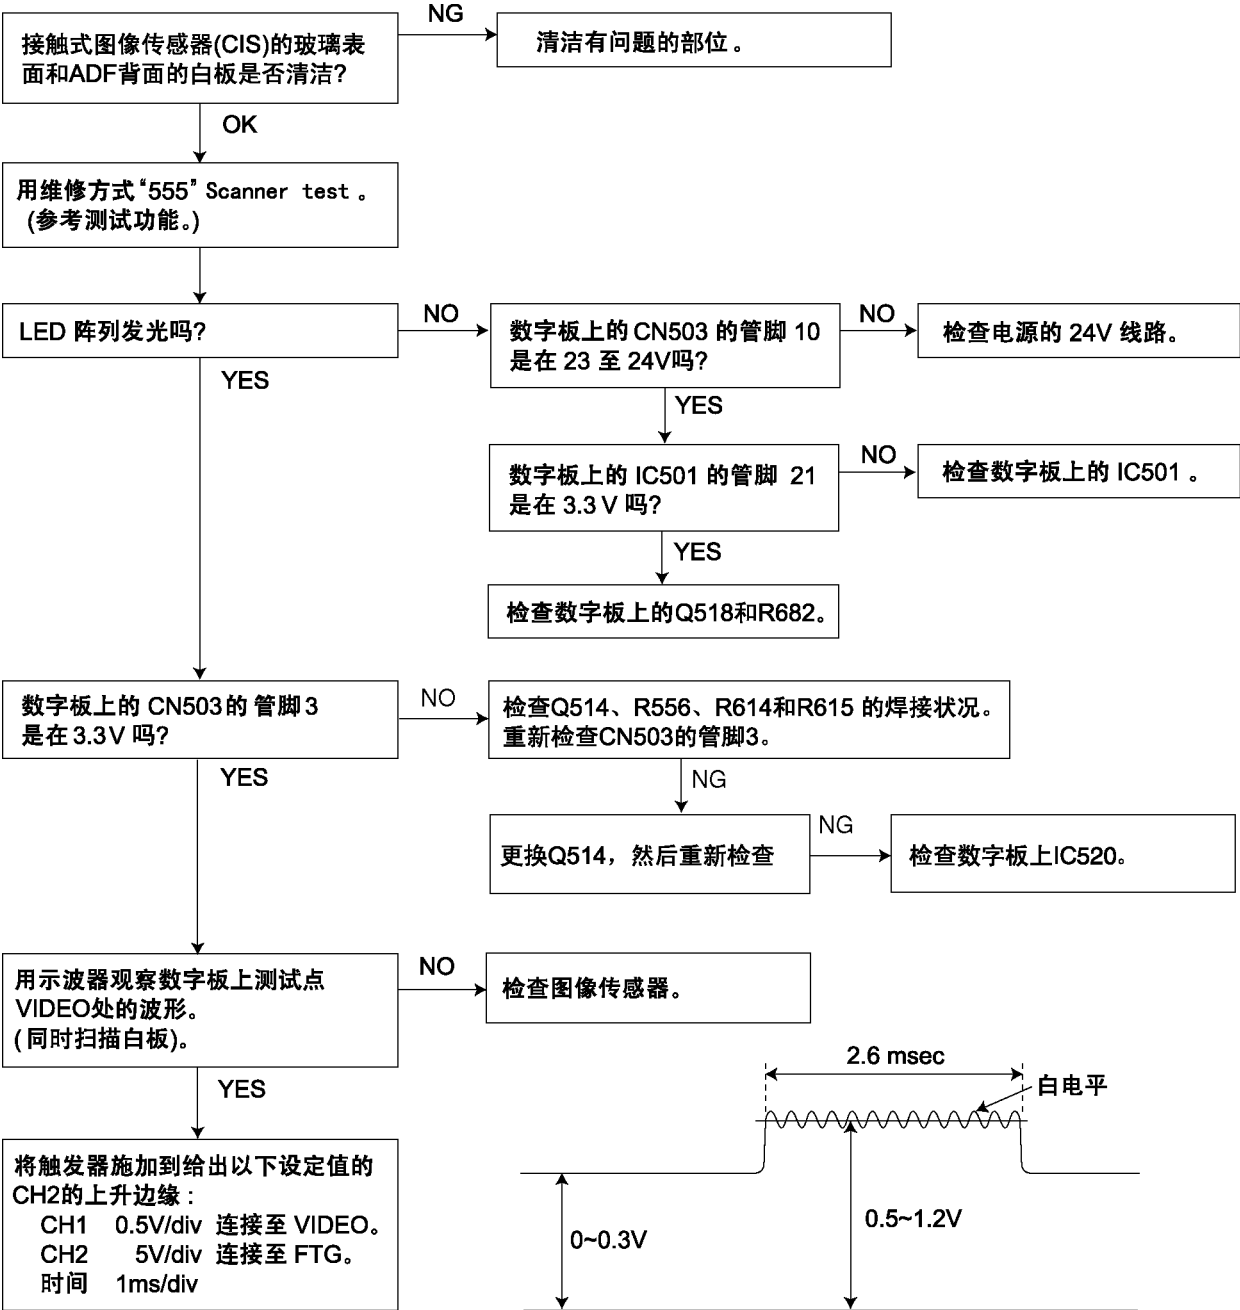 接触式图像传感器(CIS)的玻璃表
面和ADF背面的白板是否清洁?
NG
清洁有问题的部位。
OK
用维修方式“555” Scanner test 。
(参考测试功能。)
LED 阵列发光吗?
NO
数字板上的 CN503 的管脚 10
是在 23 至 24V吗?
NO
检查电源的 24V 线路。
YES
YES
数字板上的 IC501 的管脚 21
是在 3.3 V 吗?
NO
检查数字板上的 IC501 。
YES
检查数字板上的Q518和R682。
数字板上的 CN503的 管脚 3
是在 3.3V 吗?
NO
检查Q514、R556、R614和R615 的焊接状况。
重新检查CN503的管脚3。
YES
NG
更换Q514，然后重新检查
NG
检查数字板上IC520。
用示波器观察数字板上测试点
VIDEO处的波形。
(同时扫描白板)。
NO
检查图像传感器。
YES
将触发器施加到给出以下设定值的
CH2的上升边缘 :
CH1 0.5V/div 连接至 VIDEO。
CH2 5V/div 连接至 FTG。
时间 1ms/div
2.6 msec
白电平
0~0.3V
0.5~1.2V